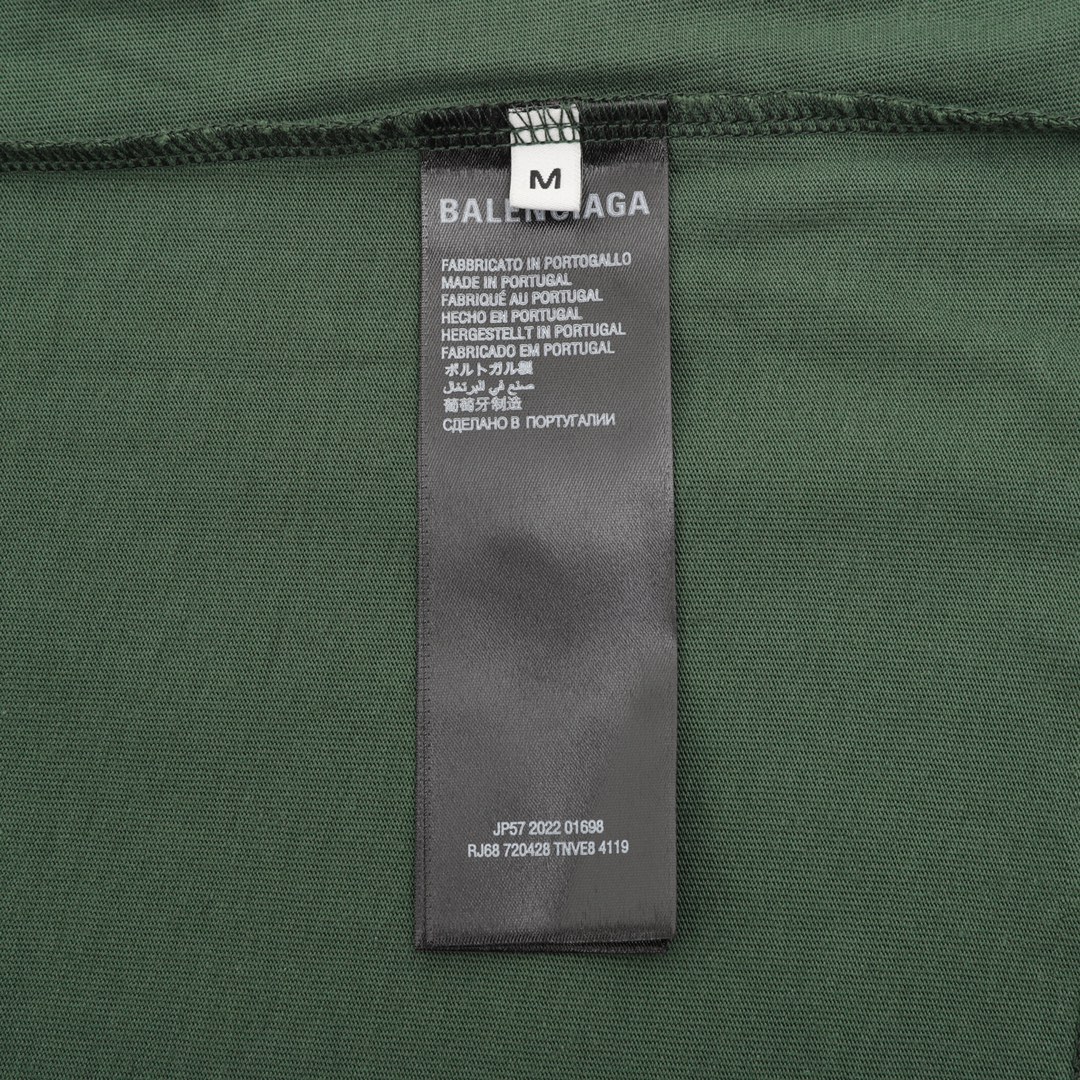 M
BALENCIAGA
FABBRICATO IN PORTOGALLO
MADE IN PORTUGAL
FABRIQUÉ AU PORTUGAL
HECHO EN PORTUGAL
HERGESTELLT IN PORTUGAL
FABRICADO EM PORTUGAL
ポルトガル製
صنع في البرتغال
葡萄牙制造
СДЕЛАНО В ПОРТУГАЛИИ
JP57 2022 01698
RJ68 720428 TNVE8 4119